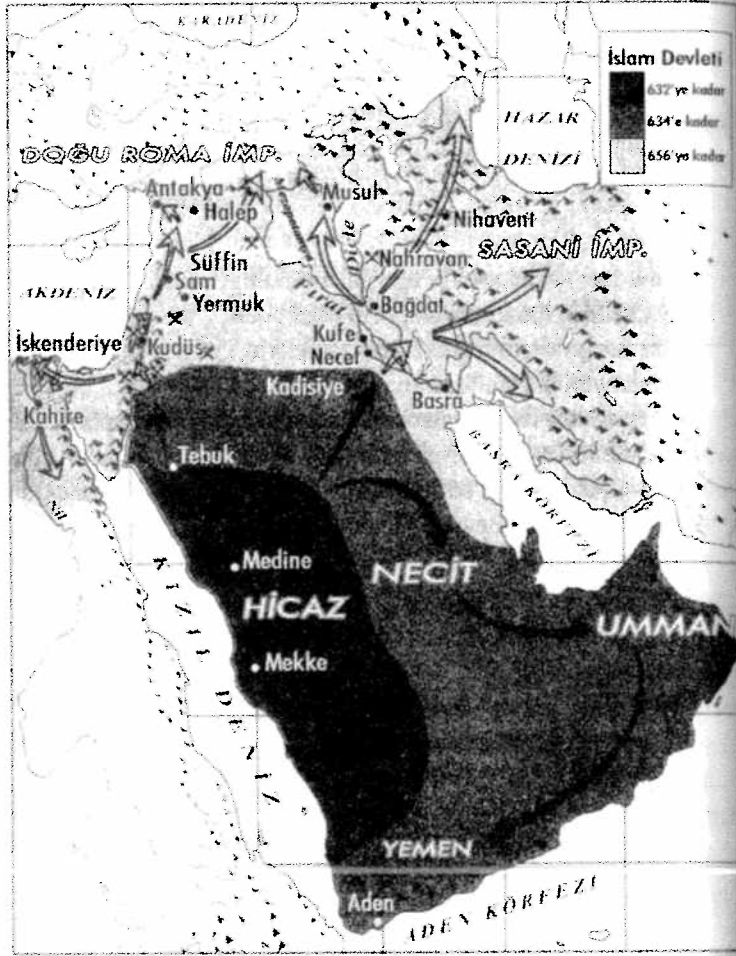 KARADENİZ
İslam Devleti
632'ye kadar
634'e kadar
656'ya kadar
HAZAR
DENİZİ
DOĞU ROMA İMP.
Antakya
Halep
Musul
Nihavent
Dicle
SASANİ İMP.
Süffin
Nahravan
AKDENİZ
Şam
Fırat
Yermuk
Bağdat
İskenderiye
Kudüs
Kufe
Necef
Kadisiye
Basra
Kahire
Tebuk
BASRA KÖRFEZİ
Nil
Medine
NECİT
HİCAZ
UMMAN
KIZIL DENİZ
Mekke
YEMEN
Aden
ADEN KÖRFEZİ